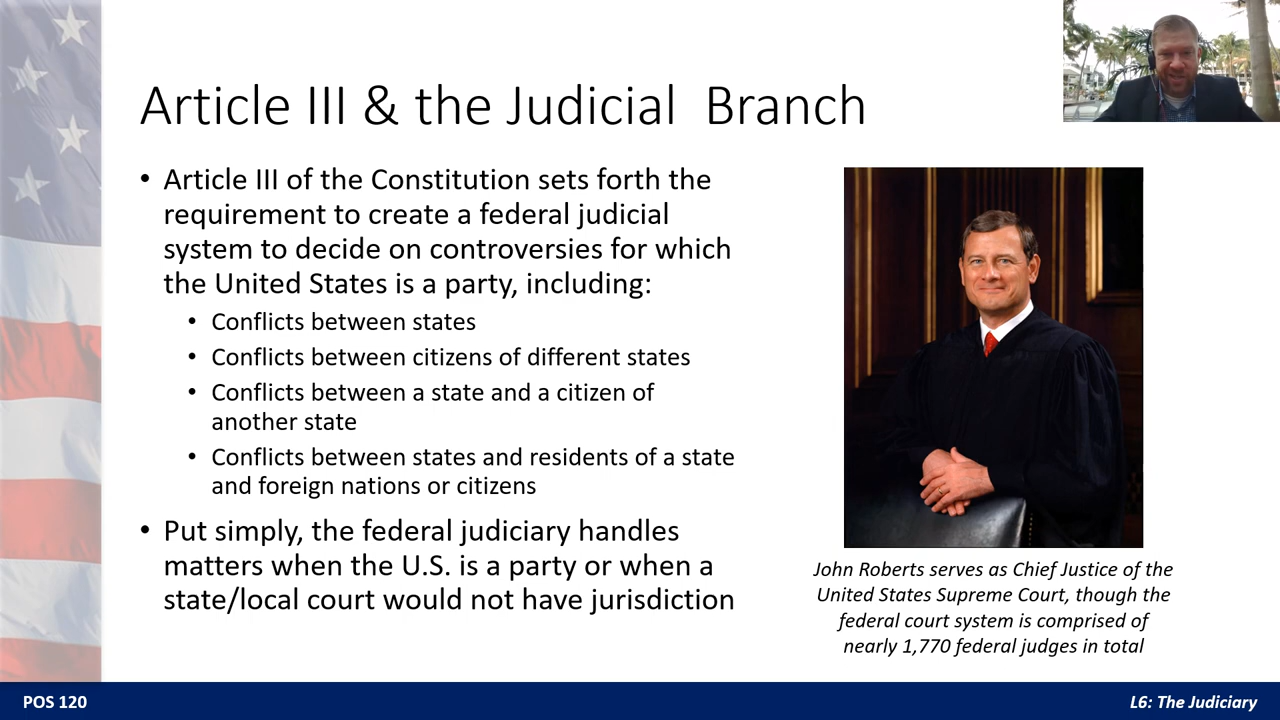 Article III & the Judicial  Branch
• Article III of the Constitution sets forth the
requirement to create a federal judicial
system to decide on controversies for which
the United States is a party, including:
• Conflicts between states
• Conflicts between citizens of different states
• Conflicts between a state and a citizen of
another state
• Conflicts between states and residents of a state
and foreign nations or citizens
• Put simply, the federal judiciary handles
matters when the U.S. is a party or when a
state/local court would not have jurisdiction
John Roberts serves as Chief Justice of the
United States Supreme Court, though the
federal court system is comprised of
nearly 1,770 federal judges in total
POS 120
L6: The Judiciary